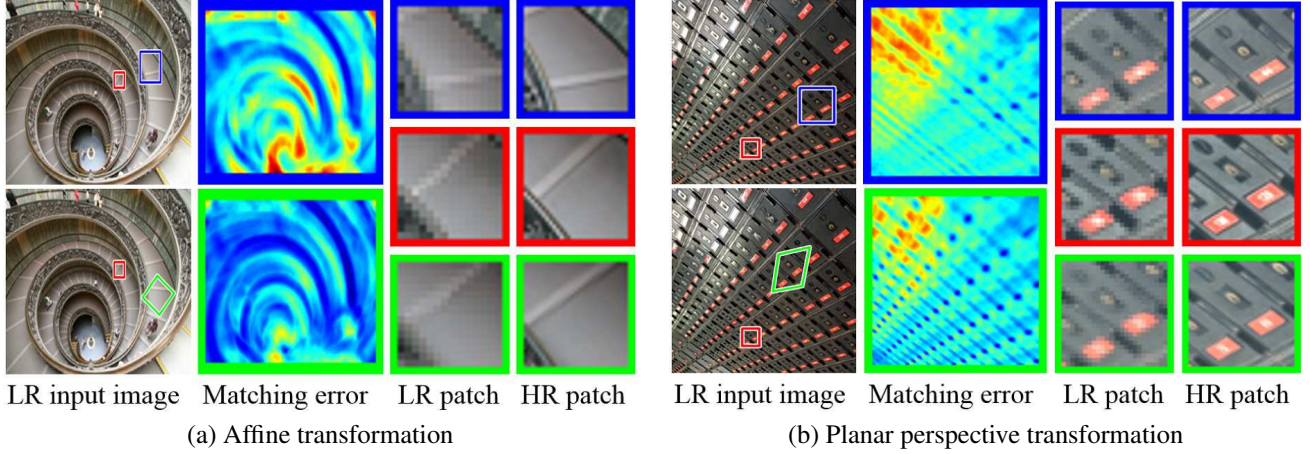 LR input image Matching error LR patch HR patch LR input image Matching error LR patch HR patch
(a) Affine transformation (b) Planar perspective transformation